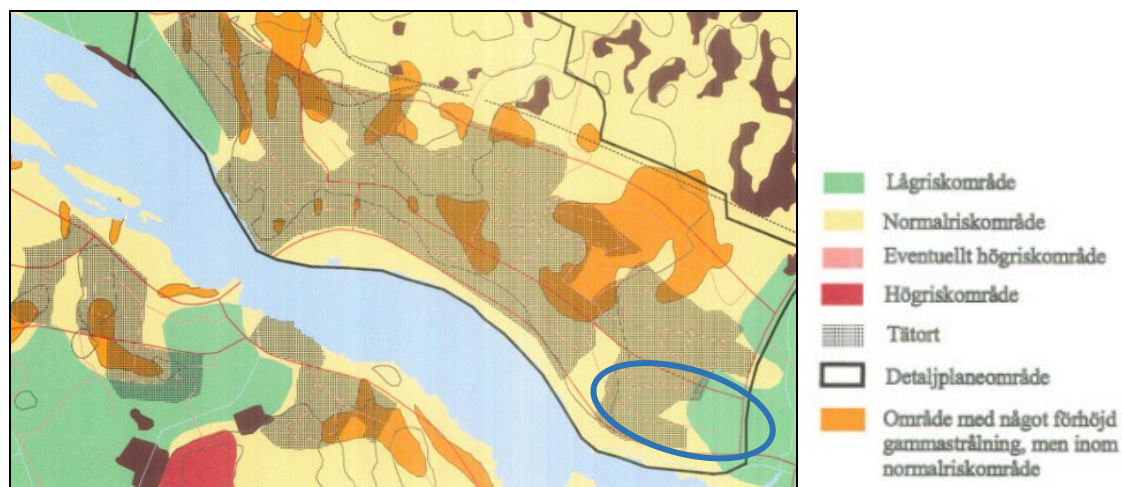 Lågriskområde
Normalriskområde
Eventuellt högriskområde
Högriskområde
Tätort
Detaljplaneområde
Område med något förhöjd
gammastrålning, men inom
normalriskområde